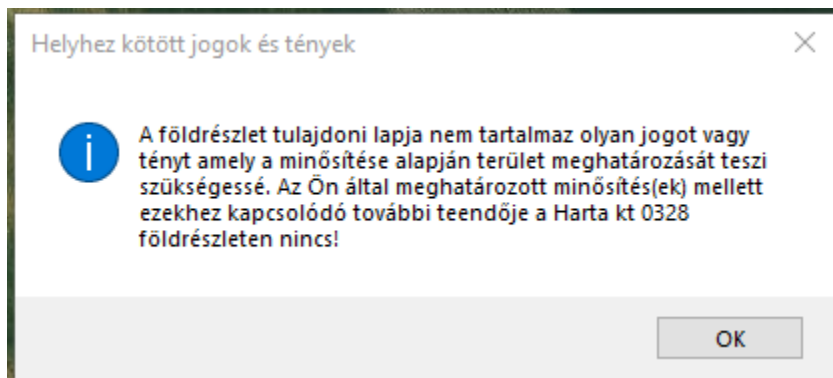 Helyhez kötött jogok és tények
A földrészlet tulajdoni lapja nem tartalmaz olyan jogot vagy
tényt amely a minősítése alapján terület meghatározását teszi
szükségessé. Az Ön által meghatározott minősítés(ek) mellett
ezekhez kapcsolódó további teendője a Harta kt 0328
földrészleten nincs!
OK